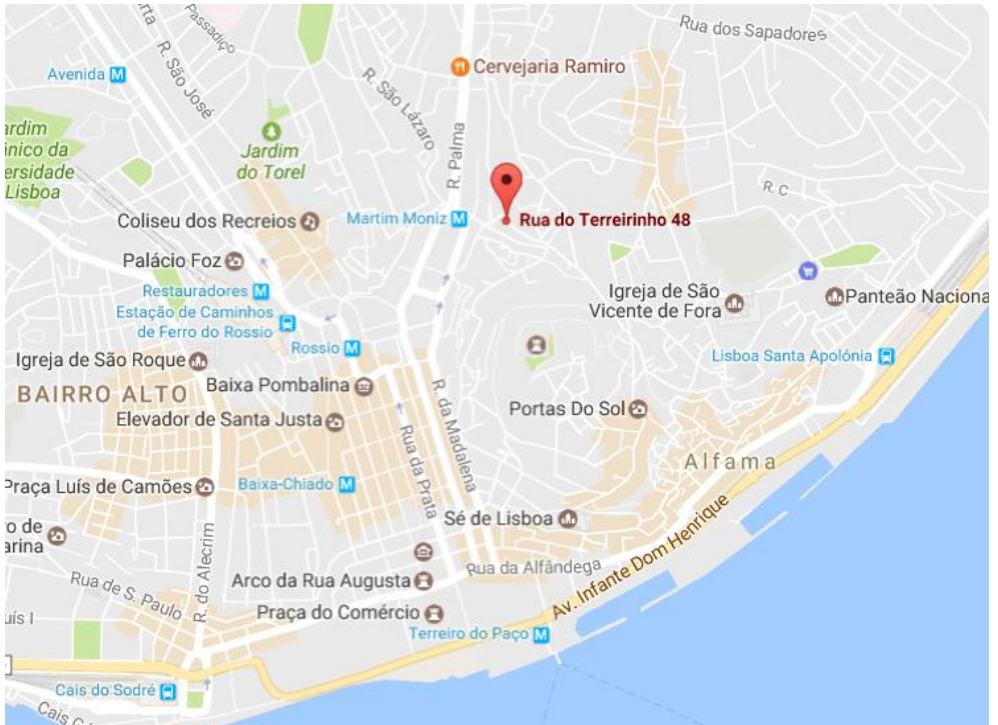 Rua dos Sapadores
Passadiço
R. São José
Avenida M
Cervejaria Ramiro
R. São Lázaro
R. Palma
Jardim
do Torel
Lisboa
R. C
Coliseu dos Recreios
Martim Moniz M
Rua do Terreirinho 48
Palácio Foz
Restauradores M
Estação de Caminhos
de Ferro do Rossio
Igreja de São
Vicente de Fora
Panteão Naciona
Rossio M
Igreja de São Roque
Lisboa Santa Apolónia
BAIRRO ALTO
Baixa Pombalina
R. da Madalena
Elevador de Santa Justa
Portas Do Sol
Rua da Prata
Alfama
Baixa-Chiado M
Praça Luís de Camões
Sé de Lisboa
Av. Infante Dom Henrique
Rua da Alfândega
Arco da Rua Augusta
Rua de S. Paulo
R. do Alecrim
Praça do Comércio
Terreiro do Paço M
Cais do Sodré
Cais